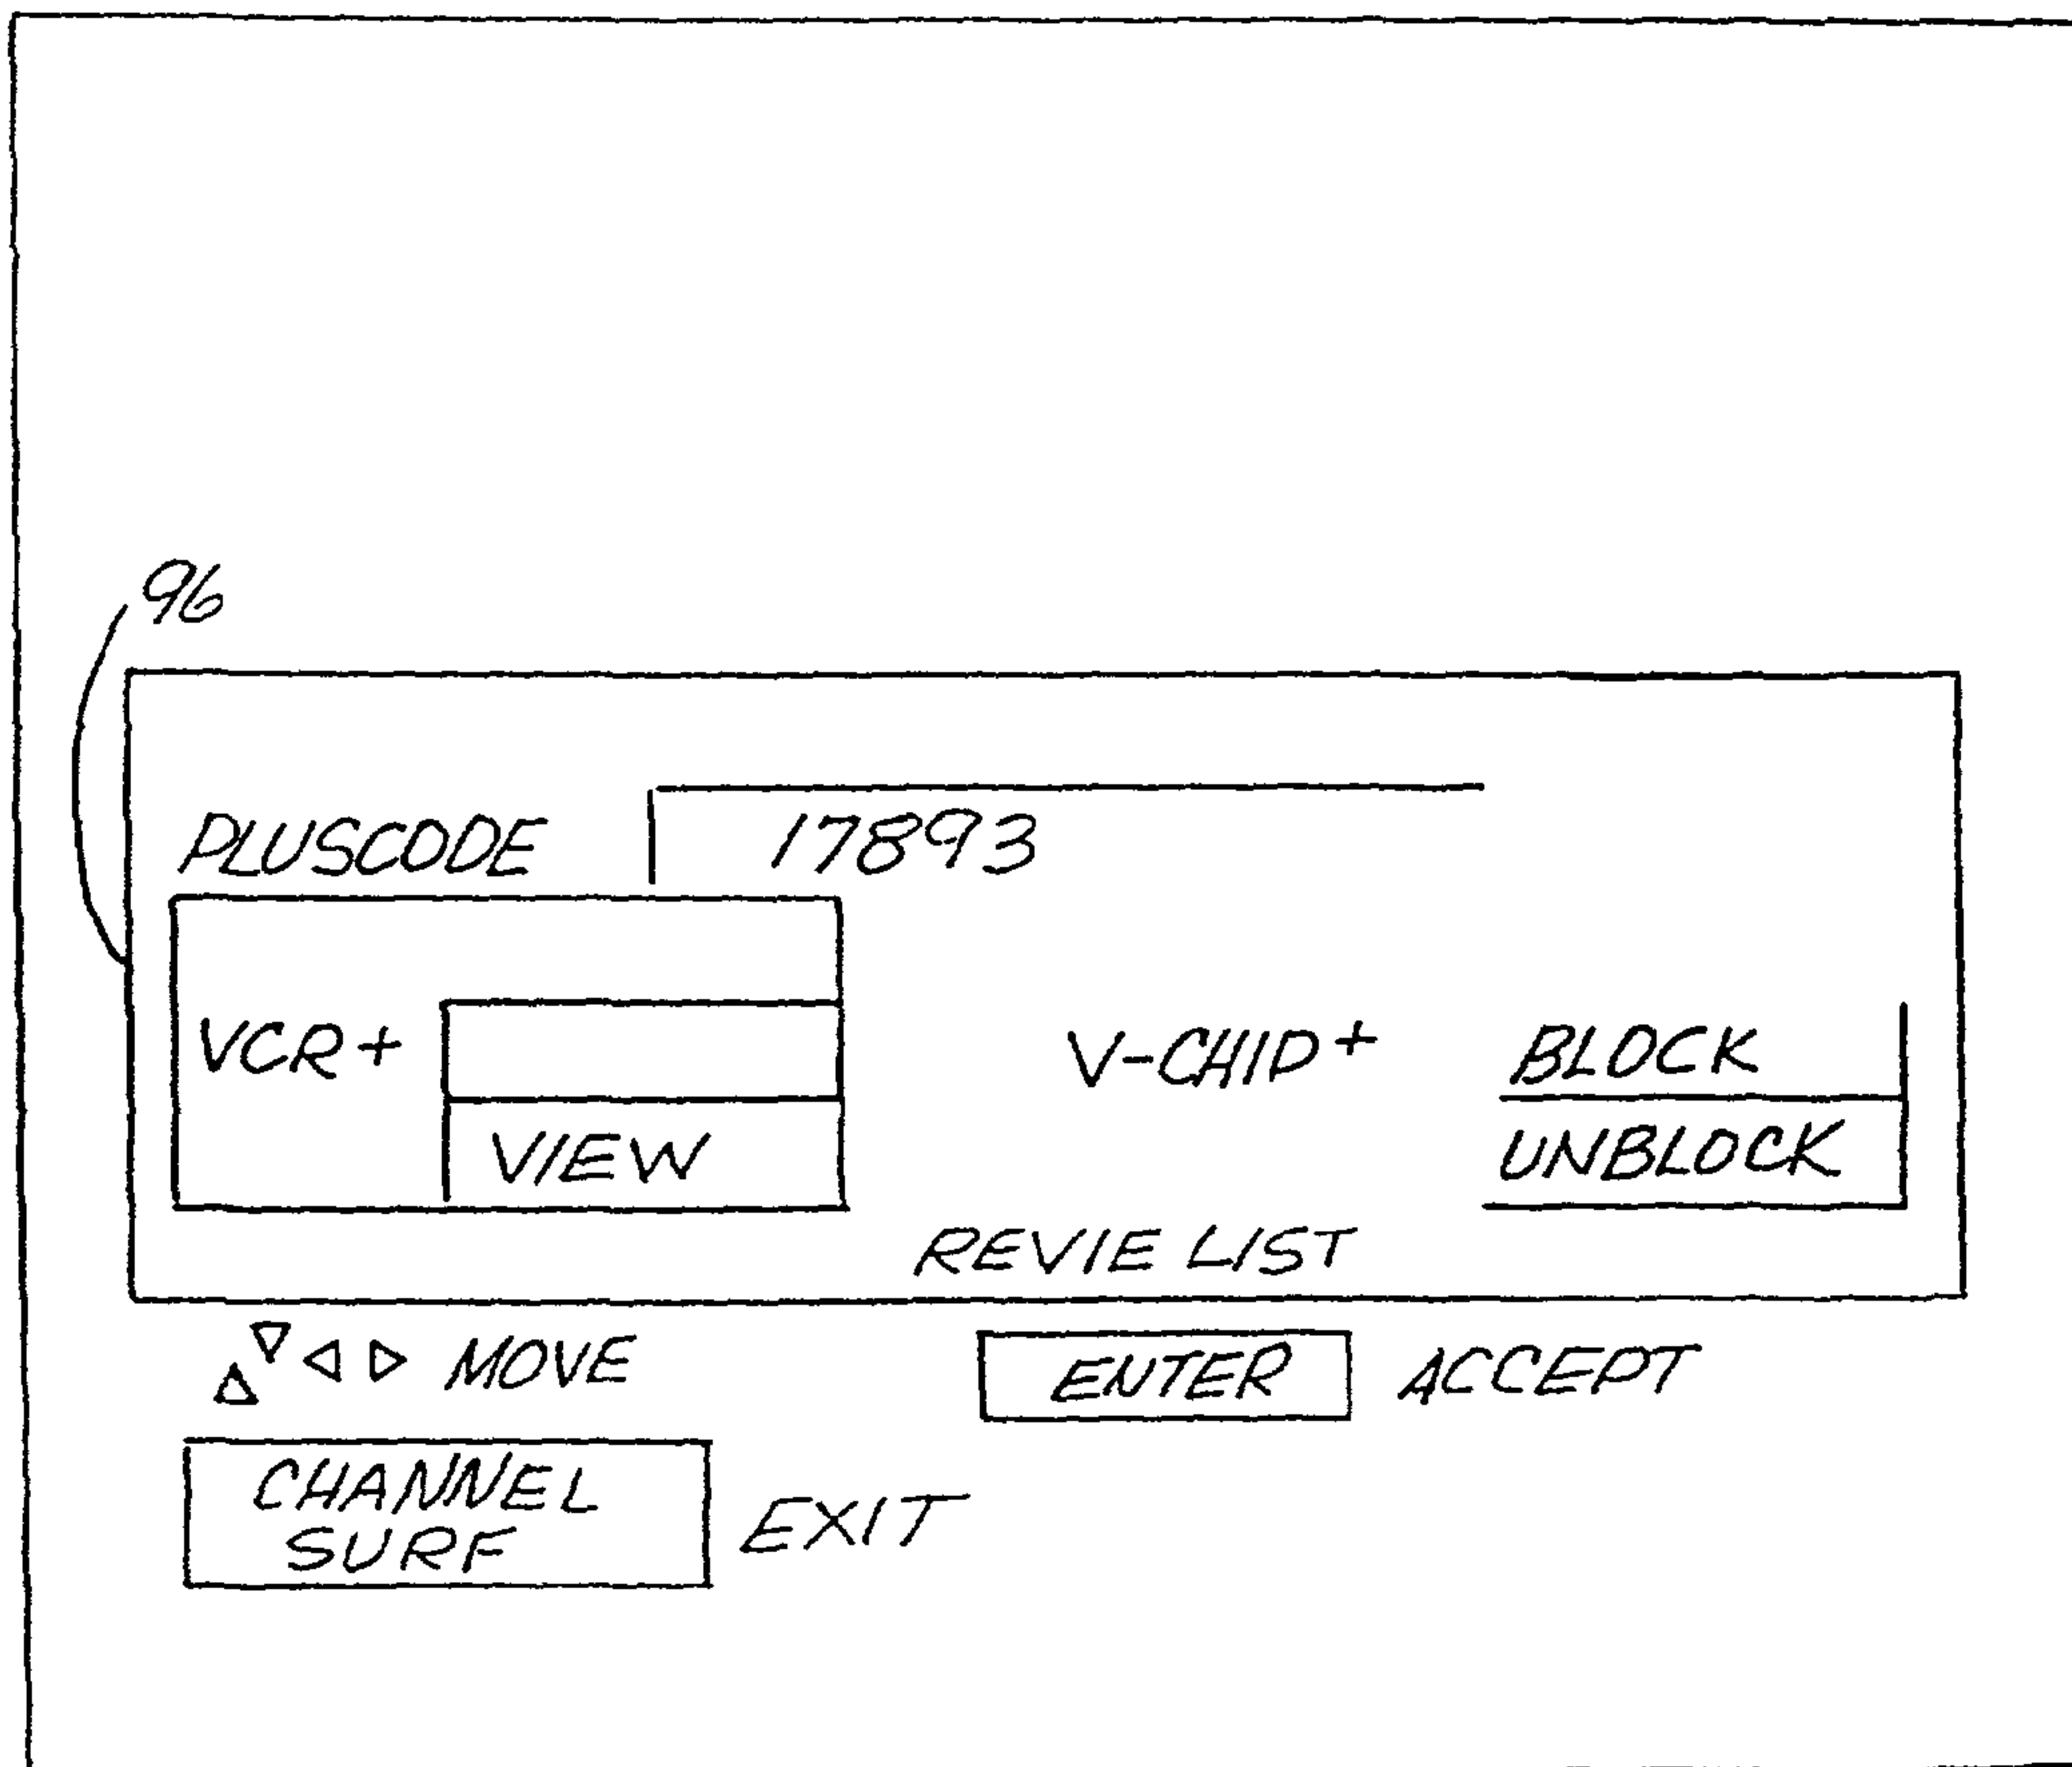 96
PLUSCODE 17893
VCR+ V-CHIP+ BLOCK
VIEW UNBLOCK
REVIE LIST
MOVE ENTER ACCEPT
CHANNEL
SURF EXIT